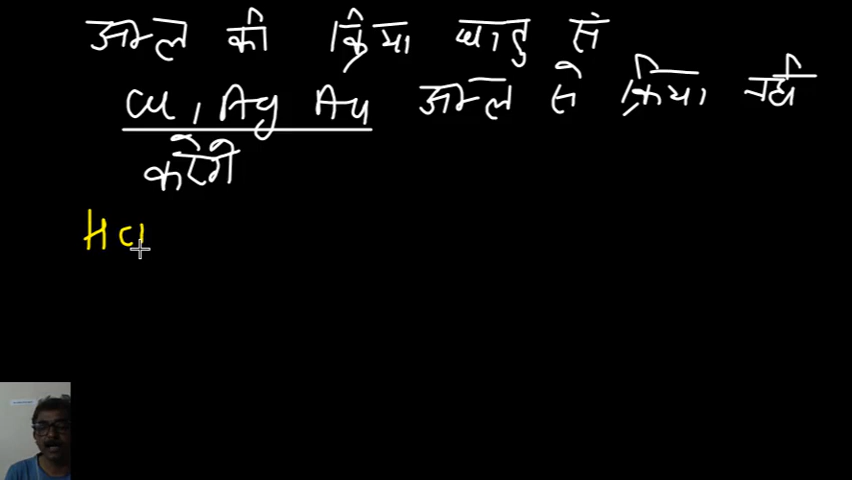 अम्ल की क्रिया धातु से
Cu, Ag Au अम्ल से क्रिया नहीं
करेंगे
HCl